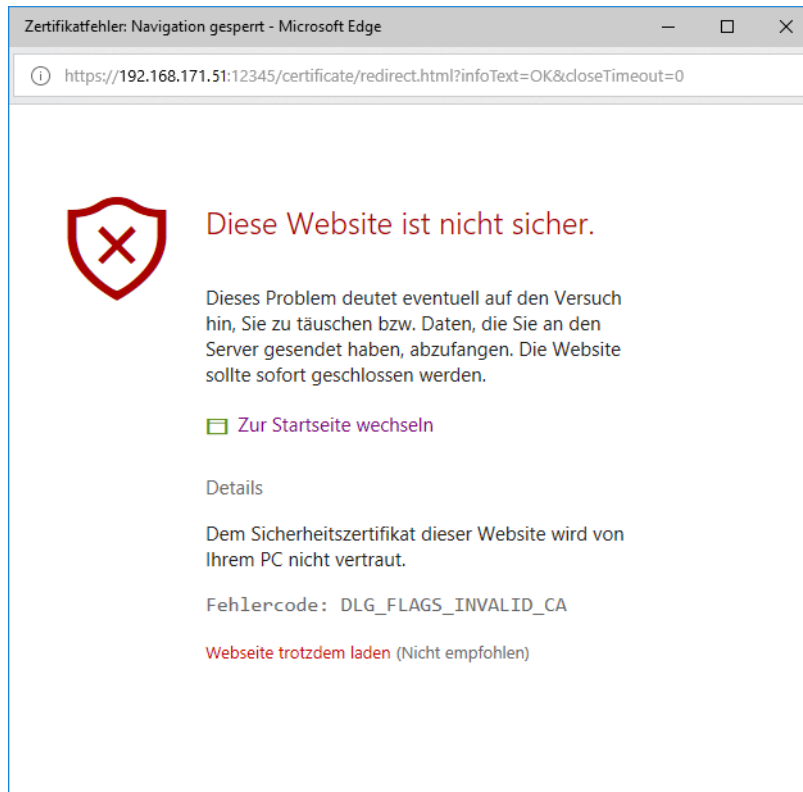 Zertifikatfehler: Navigation gesperrt - Microsoft Edge
https://192.168.171.51:12345/certificate/redirect.html?infoText=OK&closeTimeout=0
Diese Website ist nicht sicher.
Dieses Problem deutet eventuell auf den Versuch
hin, Sie zu täuschen bzw. Daten, die Sie an den
Server gesendet haben, abzufangen. Die Website
sollte sofort geschlossen werden.
Zur Startseite wechseln
Details
Dem Sicherheitszertifikat dieser Website wird von
Ihrem PC nicht vertraut.
Fehlercode: DLG_FLAGS_INVALID_CA
Webseite trotzdem laden (Nicht empfohlen)